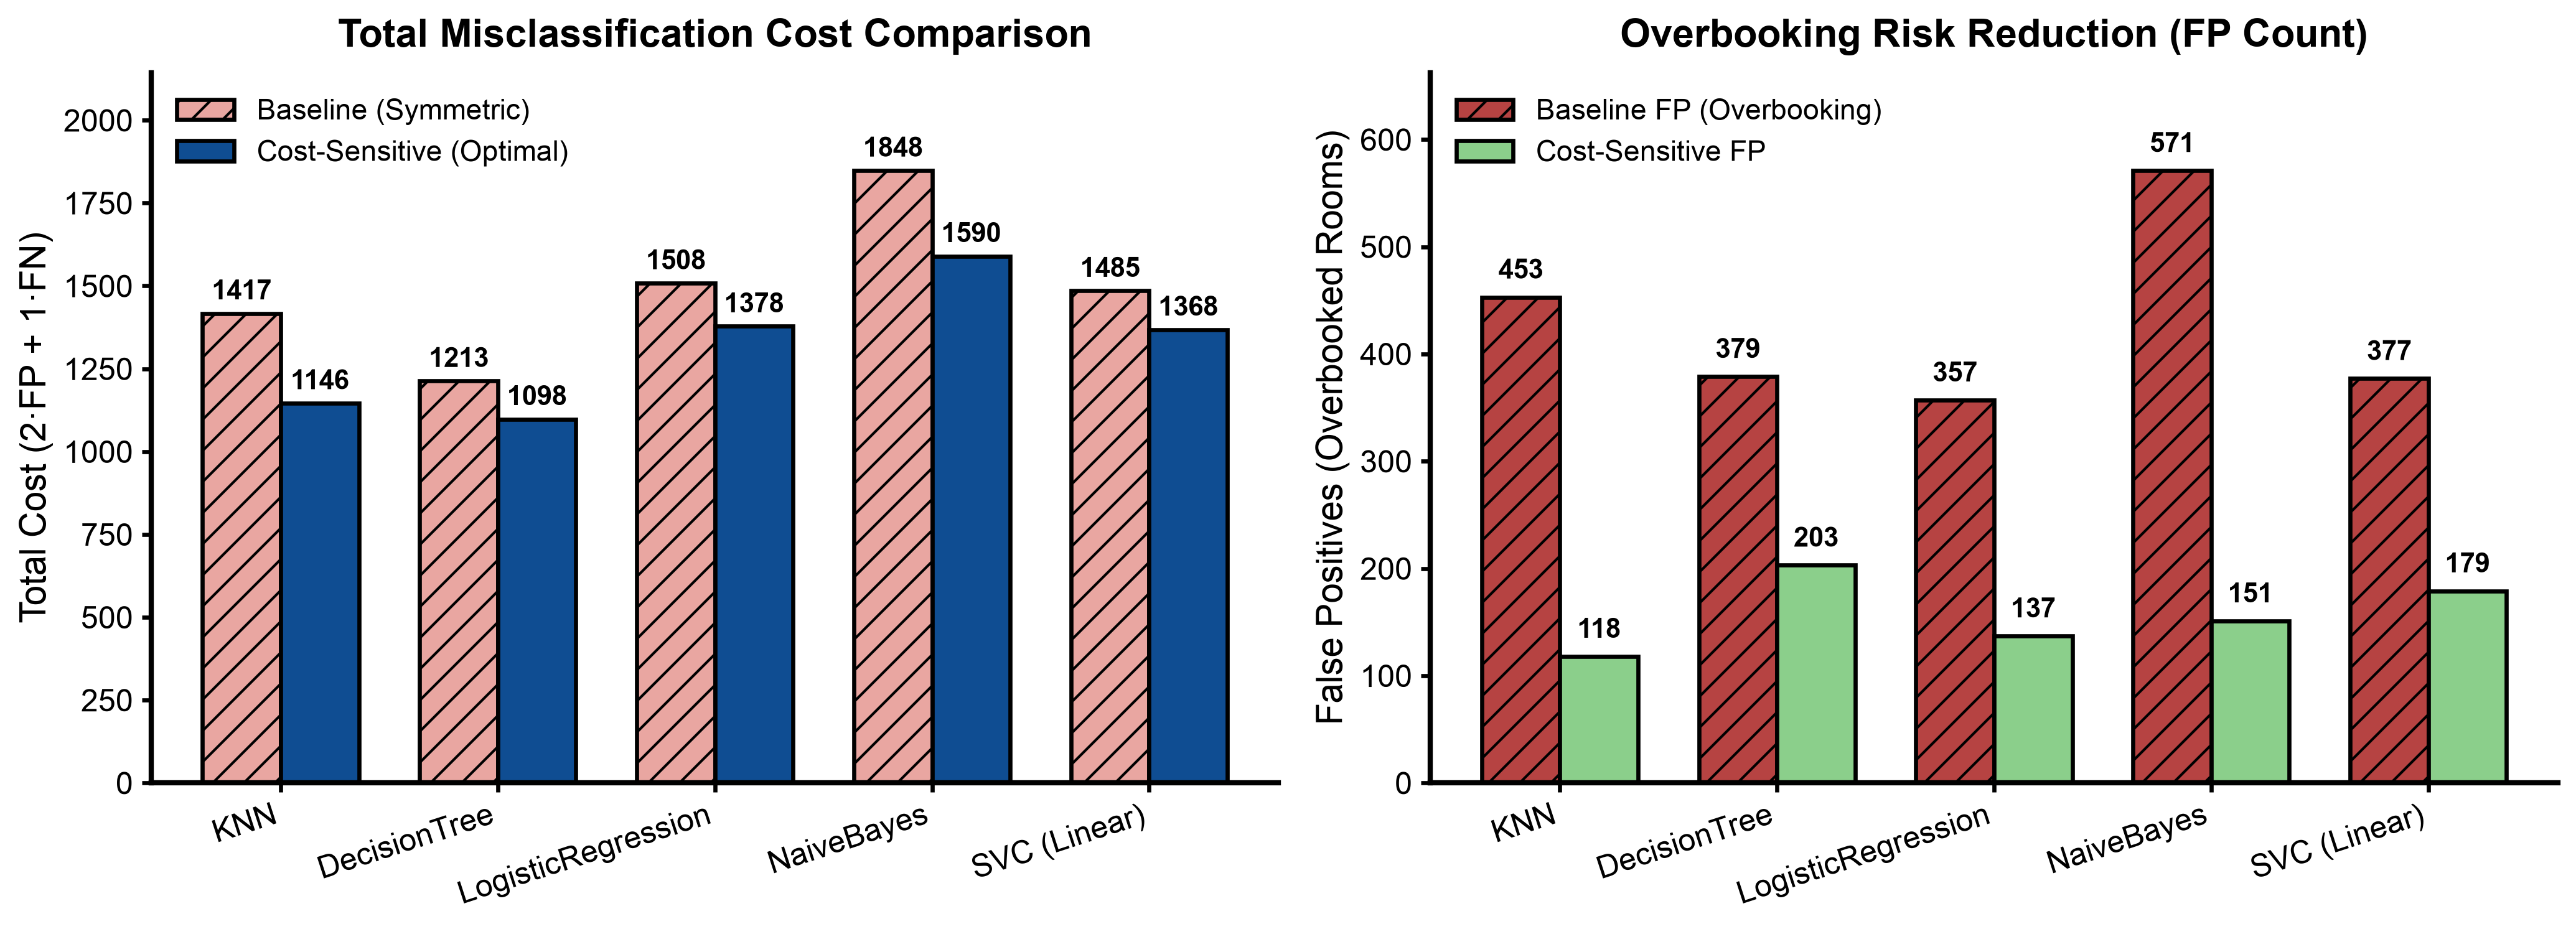 Total Misclassification Cost Comparison
Total Cost (2·FP + 1·FN)
2000
1750
1500
1250
1000
750
500
250
0
Baseline (Symmetric)
Cost-Sensitive (Optimal)
1417
1146
1213
1098
1508
1378
1848
1590
1485
1368
KNN
DecisionTree
LogisticRegression
NaiveBayes
SVC (Linear)
Overbooking Risk Reduction (FP Count)
False Positives (Overbooked Rooms)
600
500
400
300
200
100
0
Baseline FP (Overbooking)
Cost-Sensitive FP
453
118
379
203
357
137
571
151
377
179
KNN
DecisionTree
LogisticRegression
NaiveBayes
SVC (Linear)